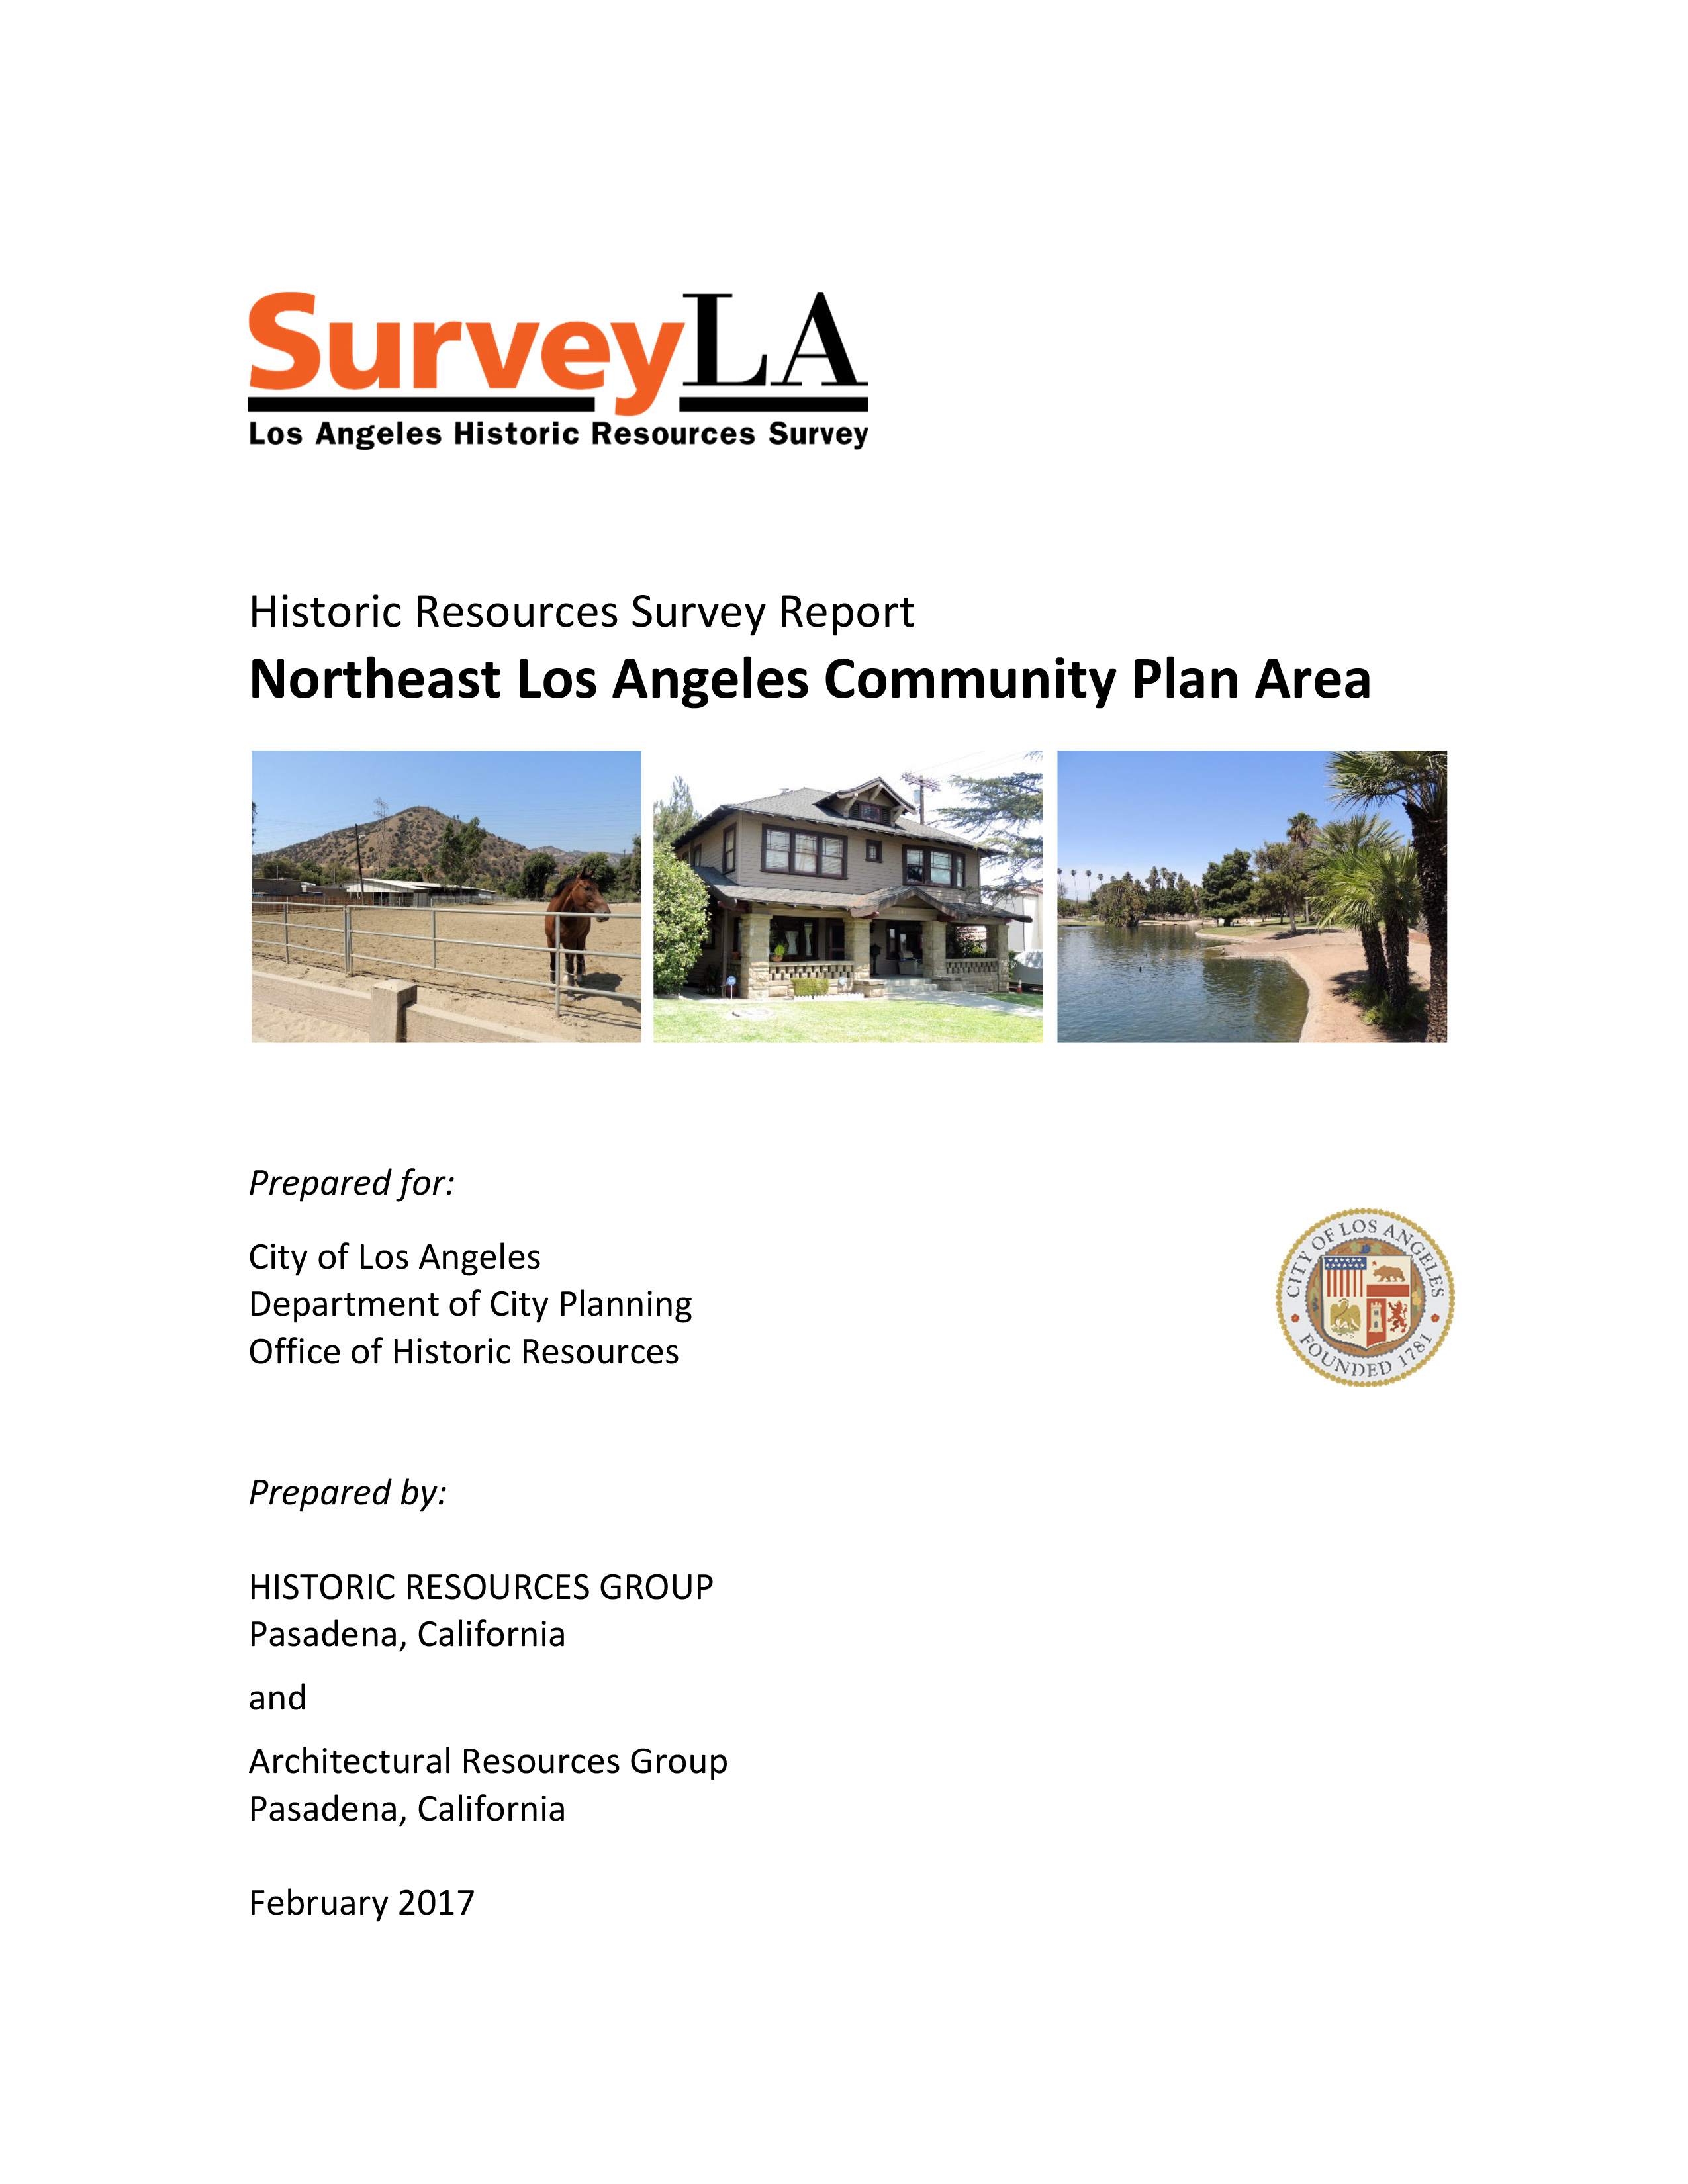 SurveyLA
Los Angeles Historic Resources Survey
Historic Resources Survey Report
Northeast Los Angeles Community Plan Area
Prepared for:
City of Los Angeles
Department of City Planning
Office of Historic Resources
CITY OF LOS ANGELES
FOUNDED 1781
Prepared by:
HISTORIC RESOURCES GROUP
Pasadena, California
and
Architectural Resources Group
Pasadena, California
February 2017